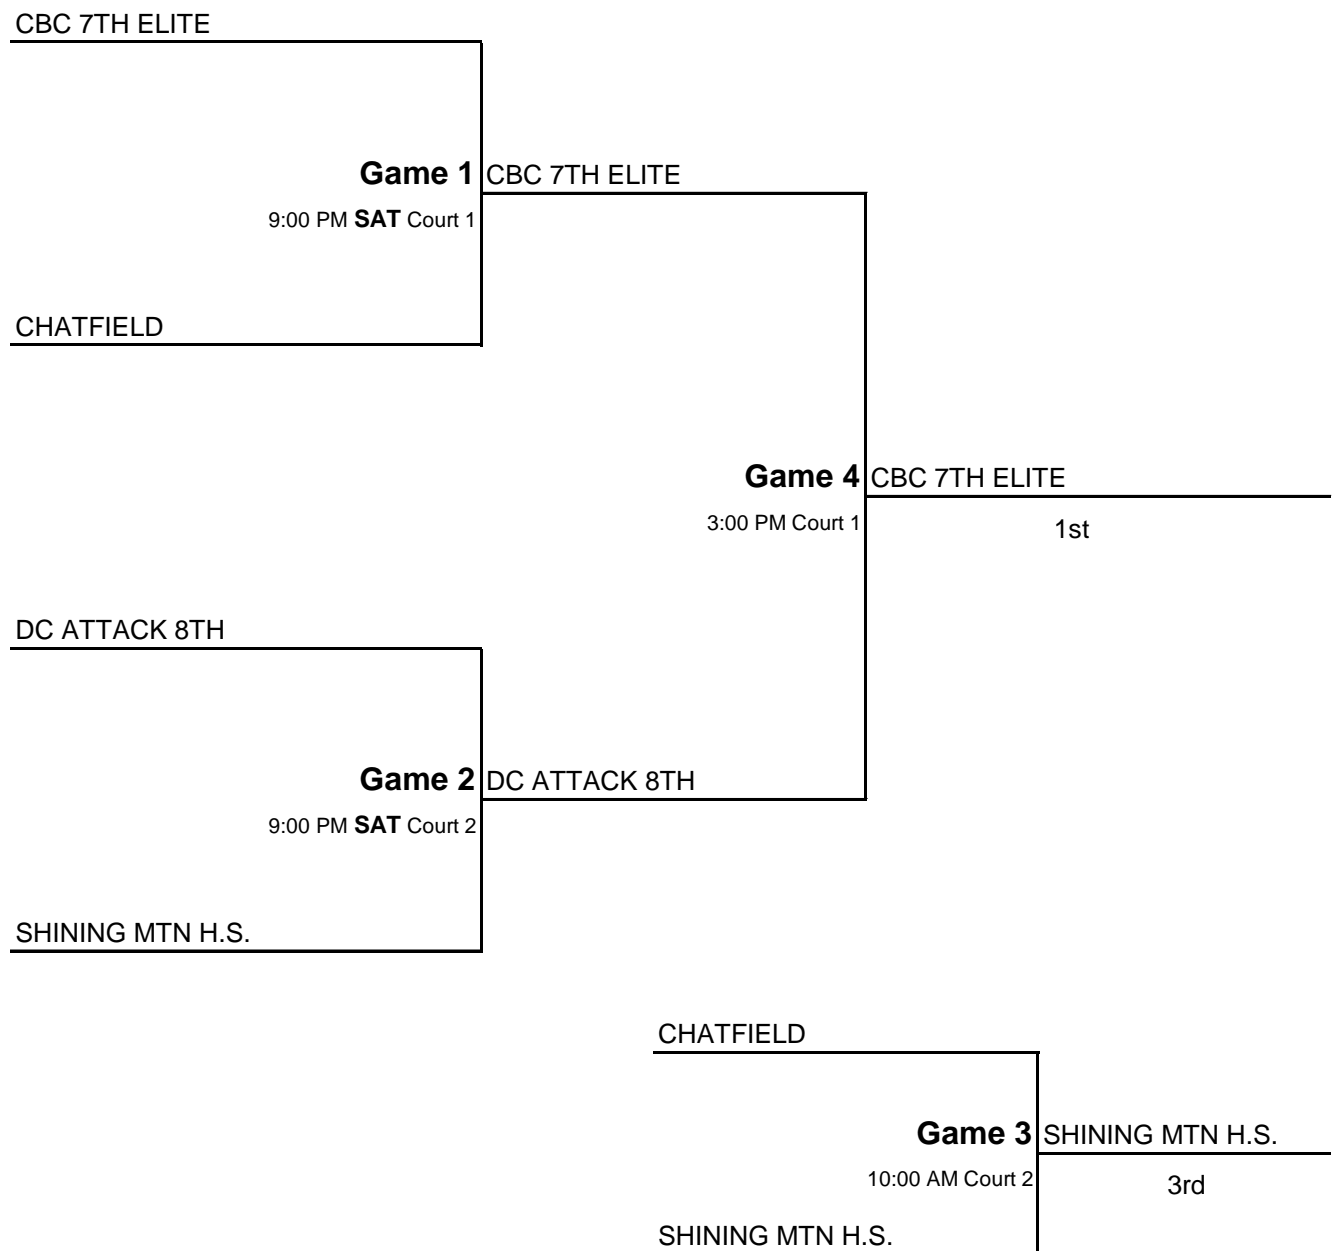 CBC 7TH ELITE
Game 1 CBC 7TH ELITE
9:00 PM SAT Court 1
CHATFIELD
Game 4 CBC 7TH ELITE
3:00 PM Court 1
1st
DC ATTACK 8TH
Game 2 DC ATTACK 8TH
9:00 PM SAT Court 2
SHINING MTN H.S.
CHATFIELD
Game 3 SHINING MTN H.S.
10:00 AM Court 2
3rd
SHINING MTN H.S.